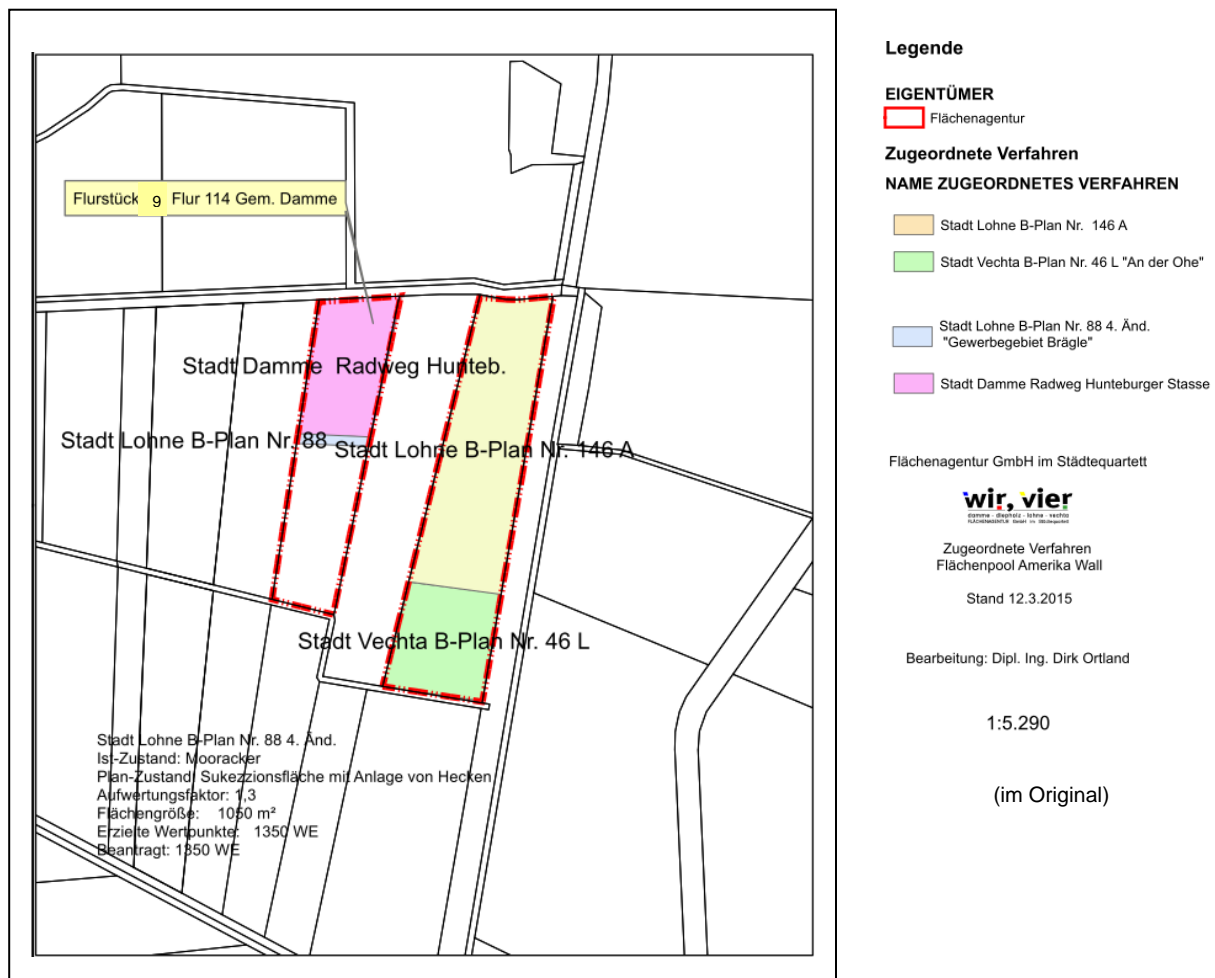 Flurstück 9 Flur 114 Gem. Damme
Stadt Damme Radweg Hunteb.
Stadt Lohne B-Plan Nr. 88
Stadt Lohne B-Plan Nr. 146 A
Stadt Vechta B-Plan Nr. 46 L
Stadt Lohne B-Plan Nr. 88 4. Änd.
Ist-Zustand: Mooracker
Plan-Zustand: Sukezzionsfläche mit Anlage von Hecken
Aufwertungsfaktor: 1,3
Flächengröße: 1050 m²
Erzielte Wertpunkte: 1350 WE
Beantragt: 1350 WE
Legende
EIGENTÜMER
Flächenagentur
Zugeordnete Verfahren
NAME ZUGEORDNETES VERFAHREN
Stadt Lohne B-Plan Nr. 146 A
Stadt Vechta B-Plan Nr. 46 L "An der Ohe"
Stadt Lohne B-Plan Nr. 88 4. Änd.
"Gewerbegebiet Brägle"
Stadt Damme Radweg Hunteburger Stasse
Flächenagentur GmbH im Städtequartett
wir, vier
damme - diepholz - lohne - vechta
FLÄCHENAGENTUR GmbH im Städtequartett
Zugeordnete Verfahren
Flächenpool Amerika Wall
Stand 12.3.2015
Bearbeitung: Dipl. Ing. Dirk Ortland
1:5.290
(im Original)